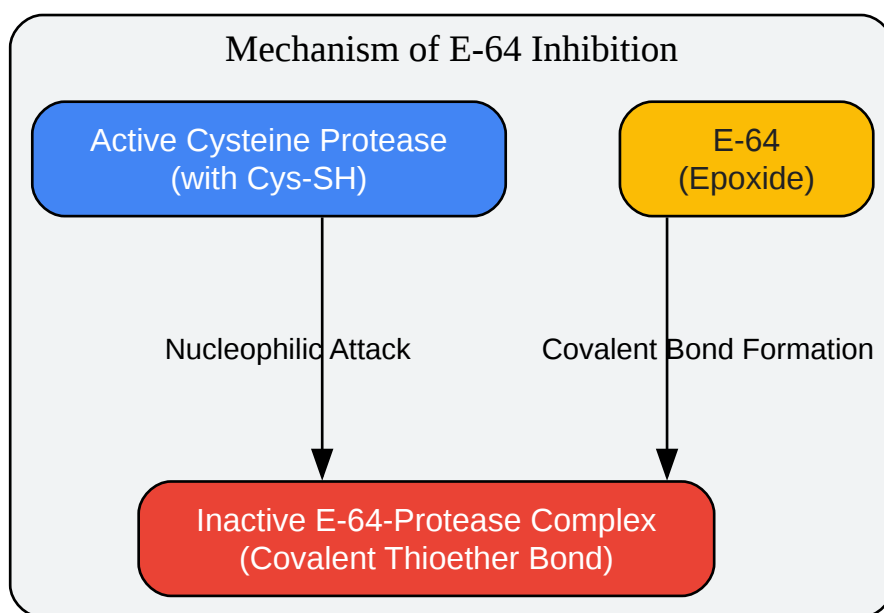 Mechanism of E-64 Inhibition
Active Cysteine Protease
(with Cys-SH)
E-64
(Epoxide)
Nucleophilic Attack
Covalent Bond Formation
Inactive E-64-Protease Complex
(Covalent Thioether Bond)